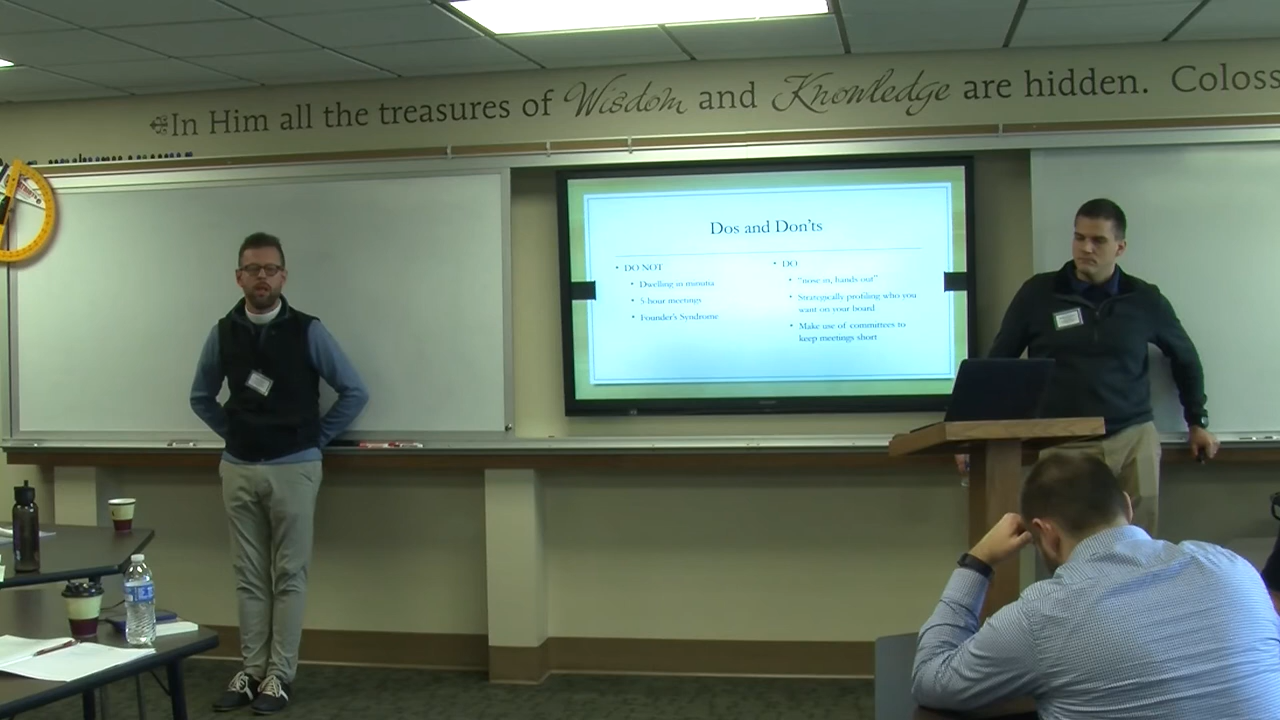 In Him all the treasures of Wisdom and Knowledge are hidden. Coloss
Dos and Don'ts
• DO NOT
• Dwelling in minutia
• 5-hour meetings
• Founder's Syndrome
• DO
• "nose in, hands out"
• Strategically profiling who you
want on your board
• Make use of committees to
keep meetings short